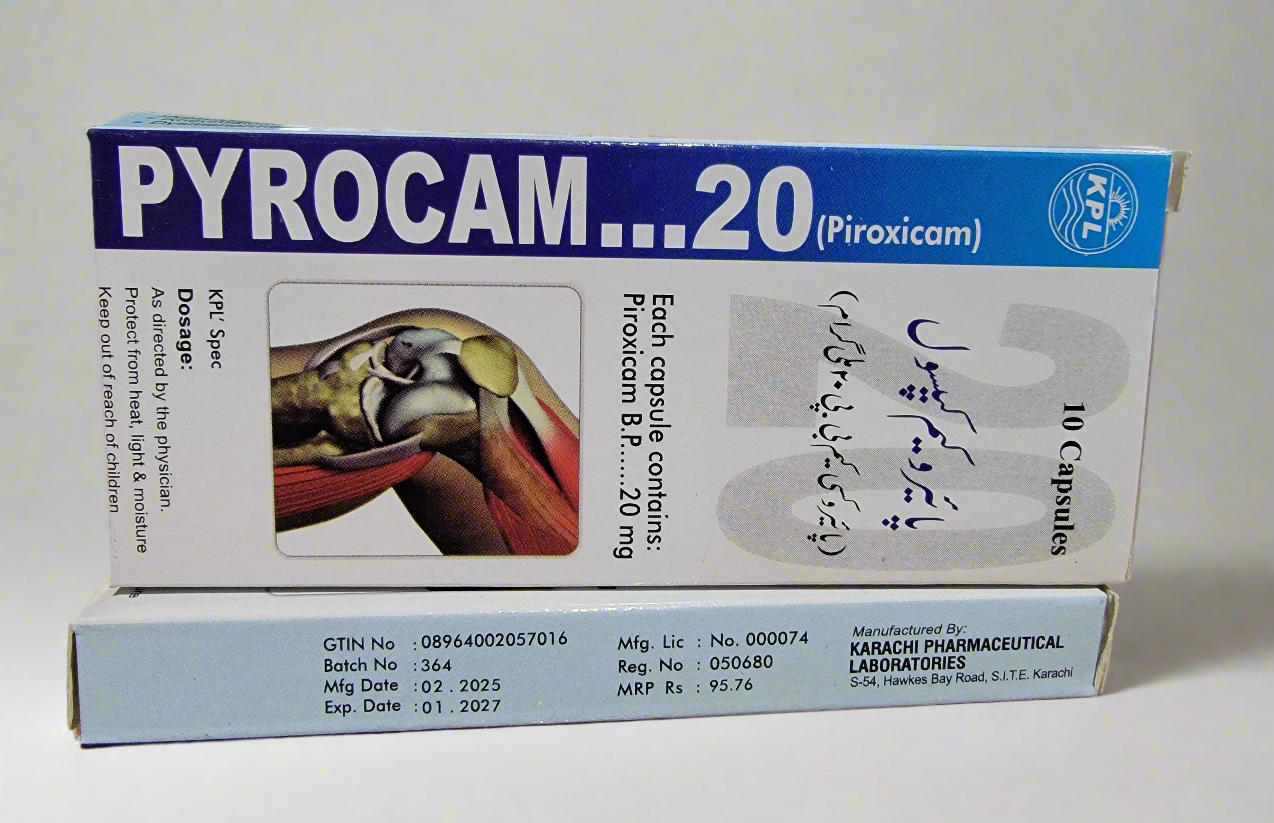 PYROCAM...20 (Piroxicam)
KPL
10 Capsules
پائیروکیم کیپسول
(پائیروکسی کیم بی پی ۲۰ ملی گرام)
Each capsule contains:
Piroxicam B.P.....20 mg
KPL' Spec
Dosage:
As directed by the physician.
Protect from heat, light & moisture
Keep out of reach of children
20
GTIN No : 08964002057016
Batch No : 364
Mfg Date : 02 . 2025
Exp. Date : 01 . 2027
Mfg. Lic : No. 000074
Reg. No : 050680
MRP Rs : 95.76
Manufactured By:
KARACHI PHARMACEUTICAL
LABORATORIES
S-54, Hawkes Bay Road, S.I.T.E. Karachi